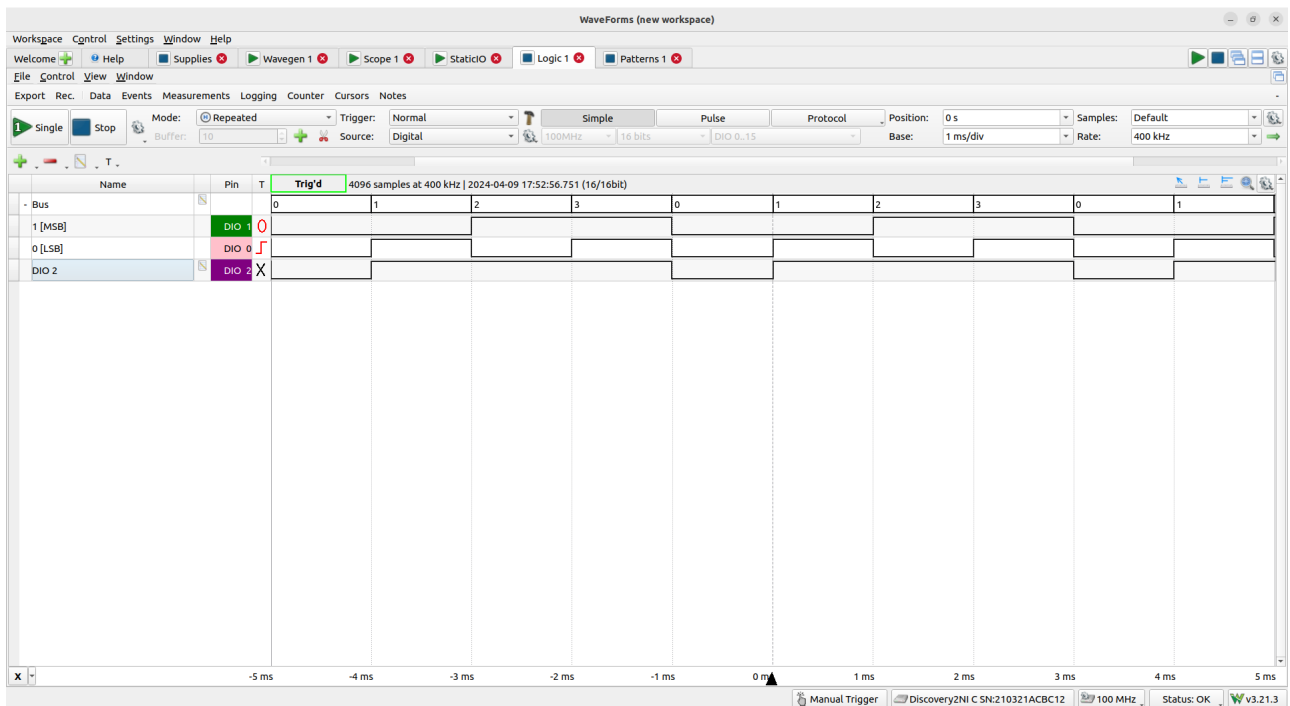 WaveForms (new workspace)
Workspace Control Settings Window Help
Welcome Help Supplies Wavegen 1 Scope 1 StaticIO Logic 1 Patterns 1
File Control View Window
Export Rec. Data Events Measurements Logging Counter Cursors Notes
1 Single Stop Mode: Repeated Trigger: Normal Simple Pulse Protocol Position: 0 s Samples: Default
Buffer: 10 Source: Digital 100MHz 16 bits DIO 0..15 Base: 1 ms/div Rate: 400 kHz
T
Name Pin T Trig'd 4096 samples at 400 kHz | 2024-04-09 17:52:56.751 (16/16bit)
- Bus 0 1 2 3 0 1 2 3 0 1
1 [MSB] DIO 1 0
0 [LSB] DIO 0
DIO 2 DIO 2 X
X -5 ms -4 ms -3 ms -2 ms -1 ms 0 m 1 ms 2 ms 3 ms 4 ms 5 ms
Manual Trigger Discovery2NI C SN:210321ACBC12 100 MHz Status: OK v3.21.3